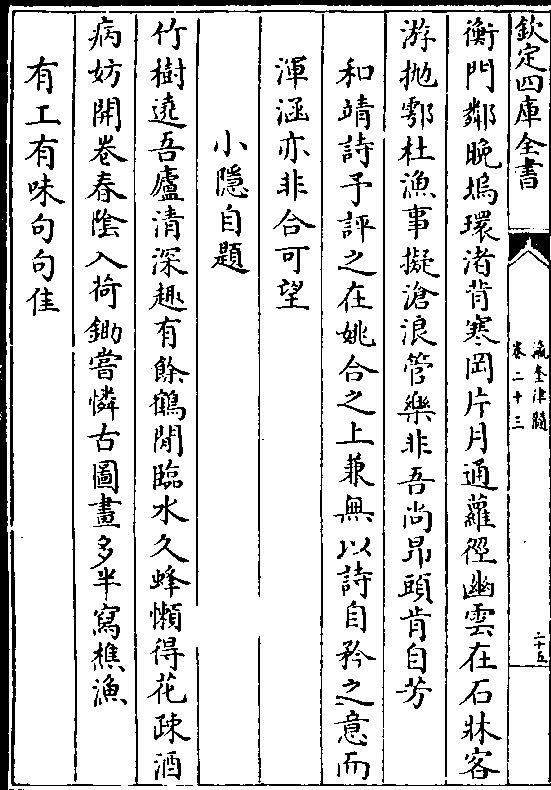 欽定四庫全書
瀛奎律髓
卷二十三
二十五
衡門鄰晚塢環渚背寒岡片月通蘿徑幽雲在石牀客
游抛鄠杜漁事擬滄浪管樂非吾尚昂頭肯自芳
和靖詩予評之在姚合之上兼無以詩自矜之意而
渾涵亦非合可望
小隱自題
竹樹遶吾廬清深趣有餘鶴閒臨水久蜂懶得花疎酒
病妨開卷春隂入荷鋤嘗憐古圖畫多半寫樵漁
有工有味句句佳